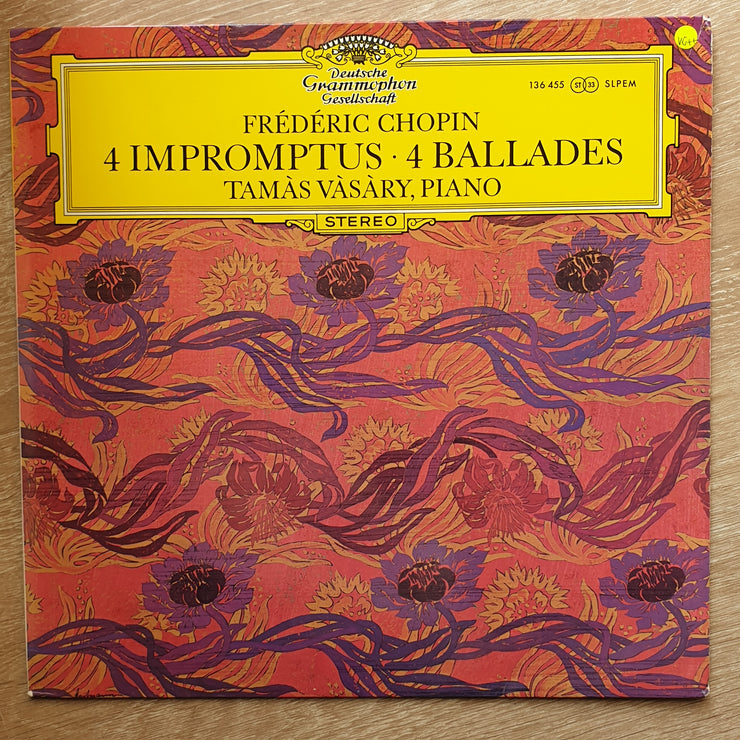 Deutsche
Grammophon
Gesellschaft
136 455 ST 33 SLPEM
FRÉDÉRIC CHOPIN
4 IMPROMPTUS · 4 BALLADES
TAMÀS VÀSÀRY, PIANO
STEREO
VG++